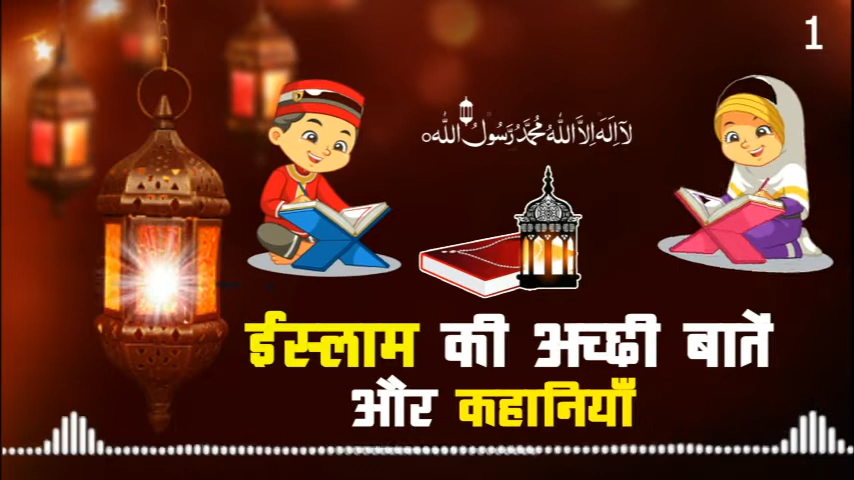 1
لَا اِلٰهَ اِلَّا اللّٰهُ مُحَمَّدٌ رَّسُوْلُ اللّٰهِ
ईस्लाम की अच्छी बातें
और कहानियाँ